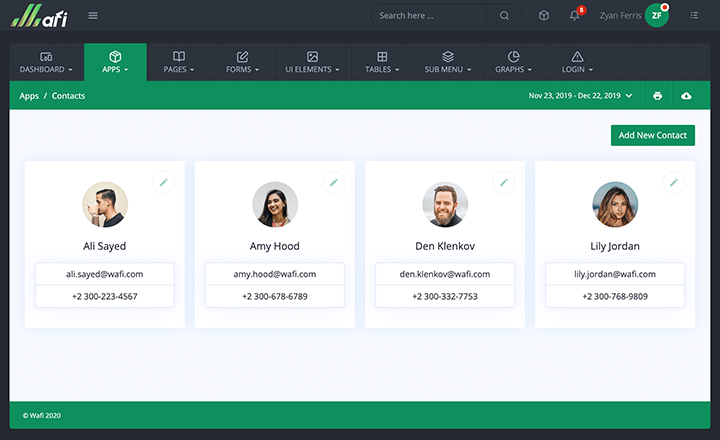 Wafi
Search here ...
8
Zyan Ferris
ZF
DASHBOARD
APPS
PAGES
FORMS
UI ELEMENTS
TABLES
SUB MENU
GRAPHS
LOGIN
Apps / Contacts
Nov 23, 2019 - Dec 22, 2019
Add New Contact
Ali Sayed
ali.sayed@wafi.com
+2 300-223-4567
Amy Hood
amy.hood@wafi.com
+2 300-678-6789
Den Klenkov
den.klenkov@wafi.com
+2 300-332-7753
Lily Jordan
lily.jordan@wafi.com
+2 300-768-9809
© Wafi 2020